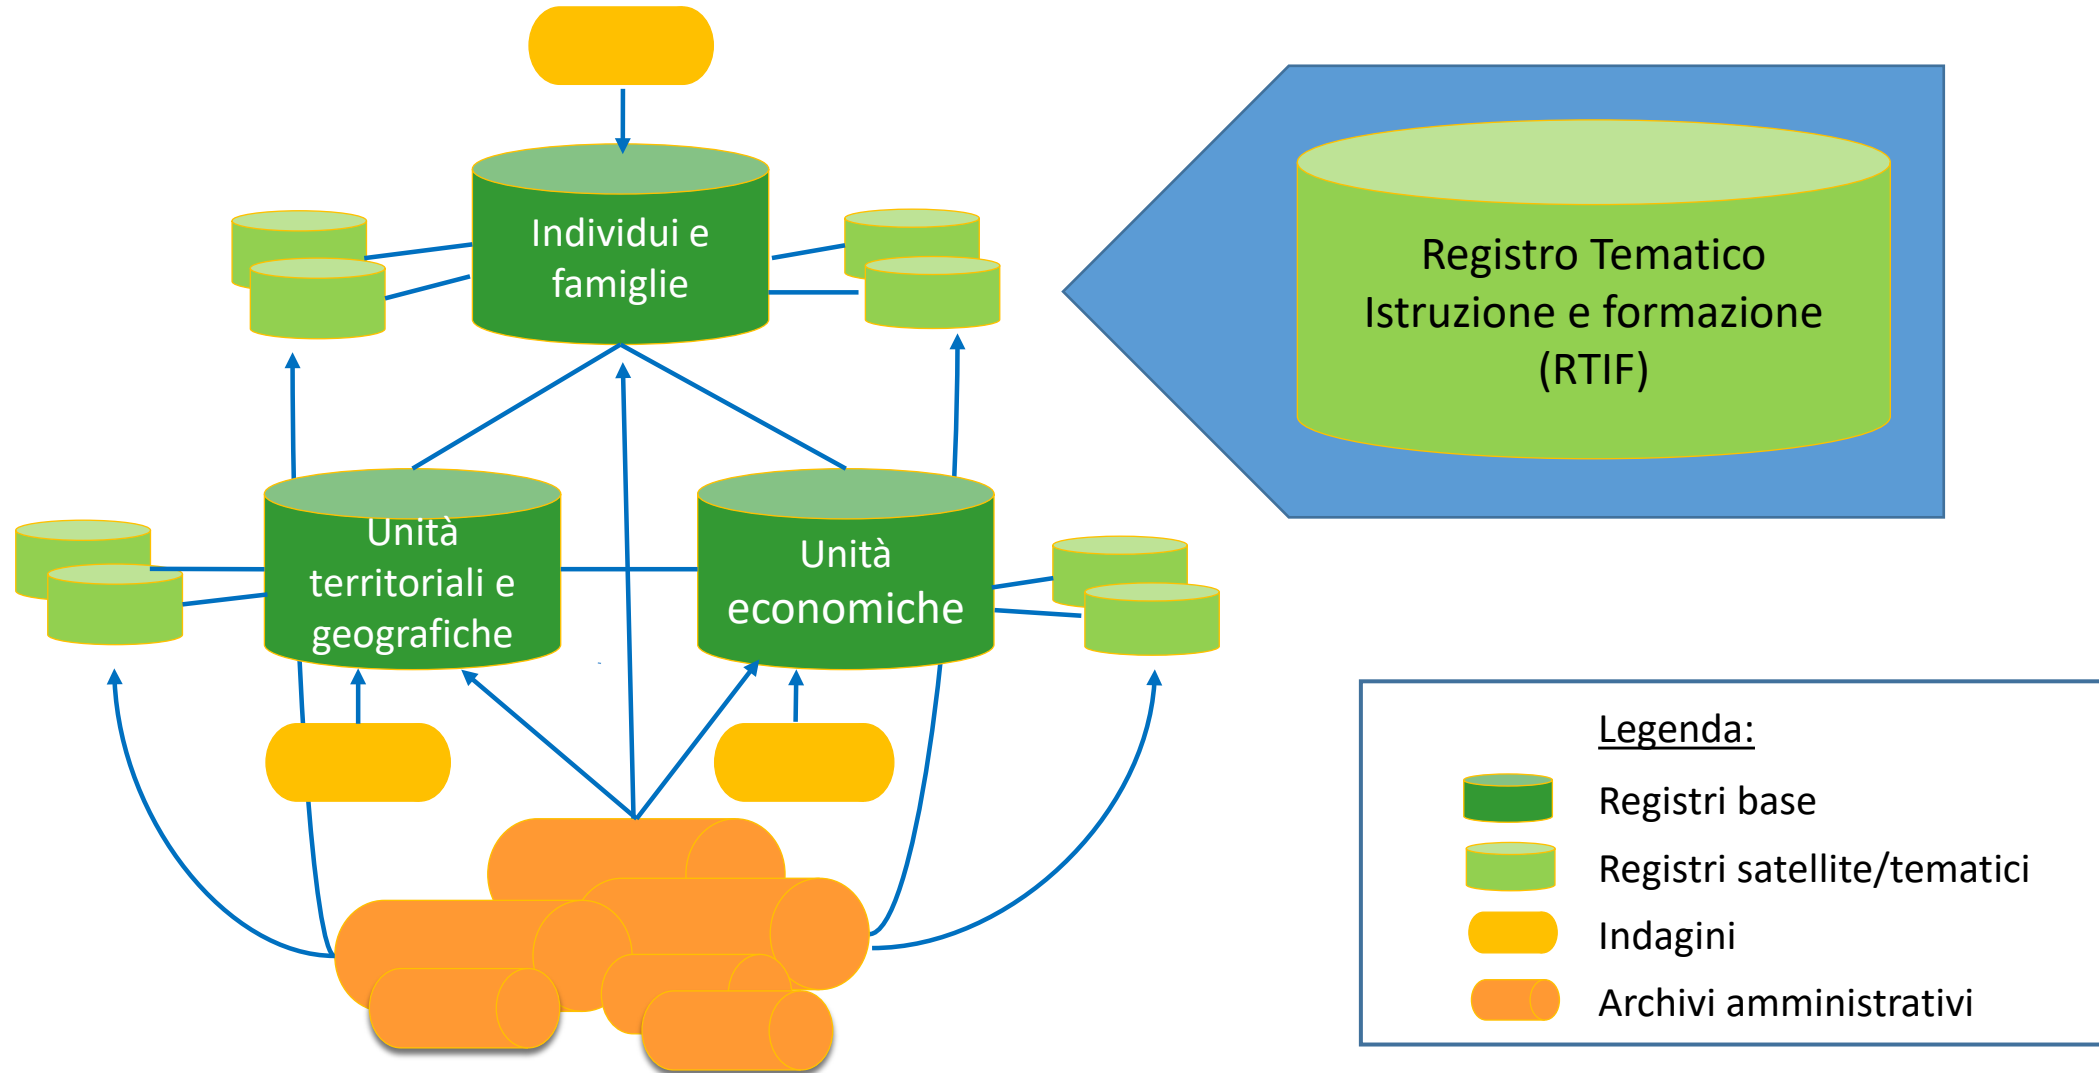 Individui e
famiglie
Registro Tematico
Istruzione e formazione
(RTIF)
Unità
territoriali e
geografiche
Unità
economiche
Legenda:
Registri base
Registri satellite/tematici
Indagini
Archivi amministrativi